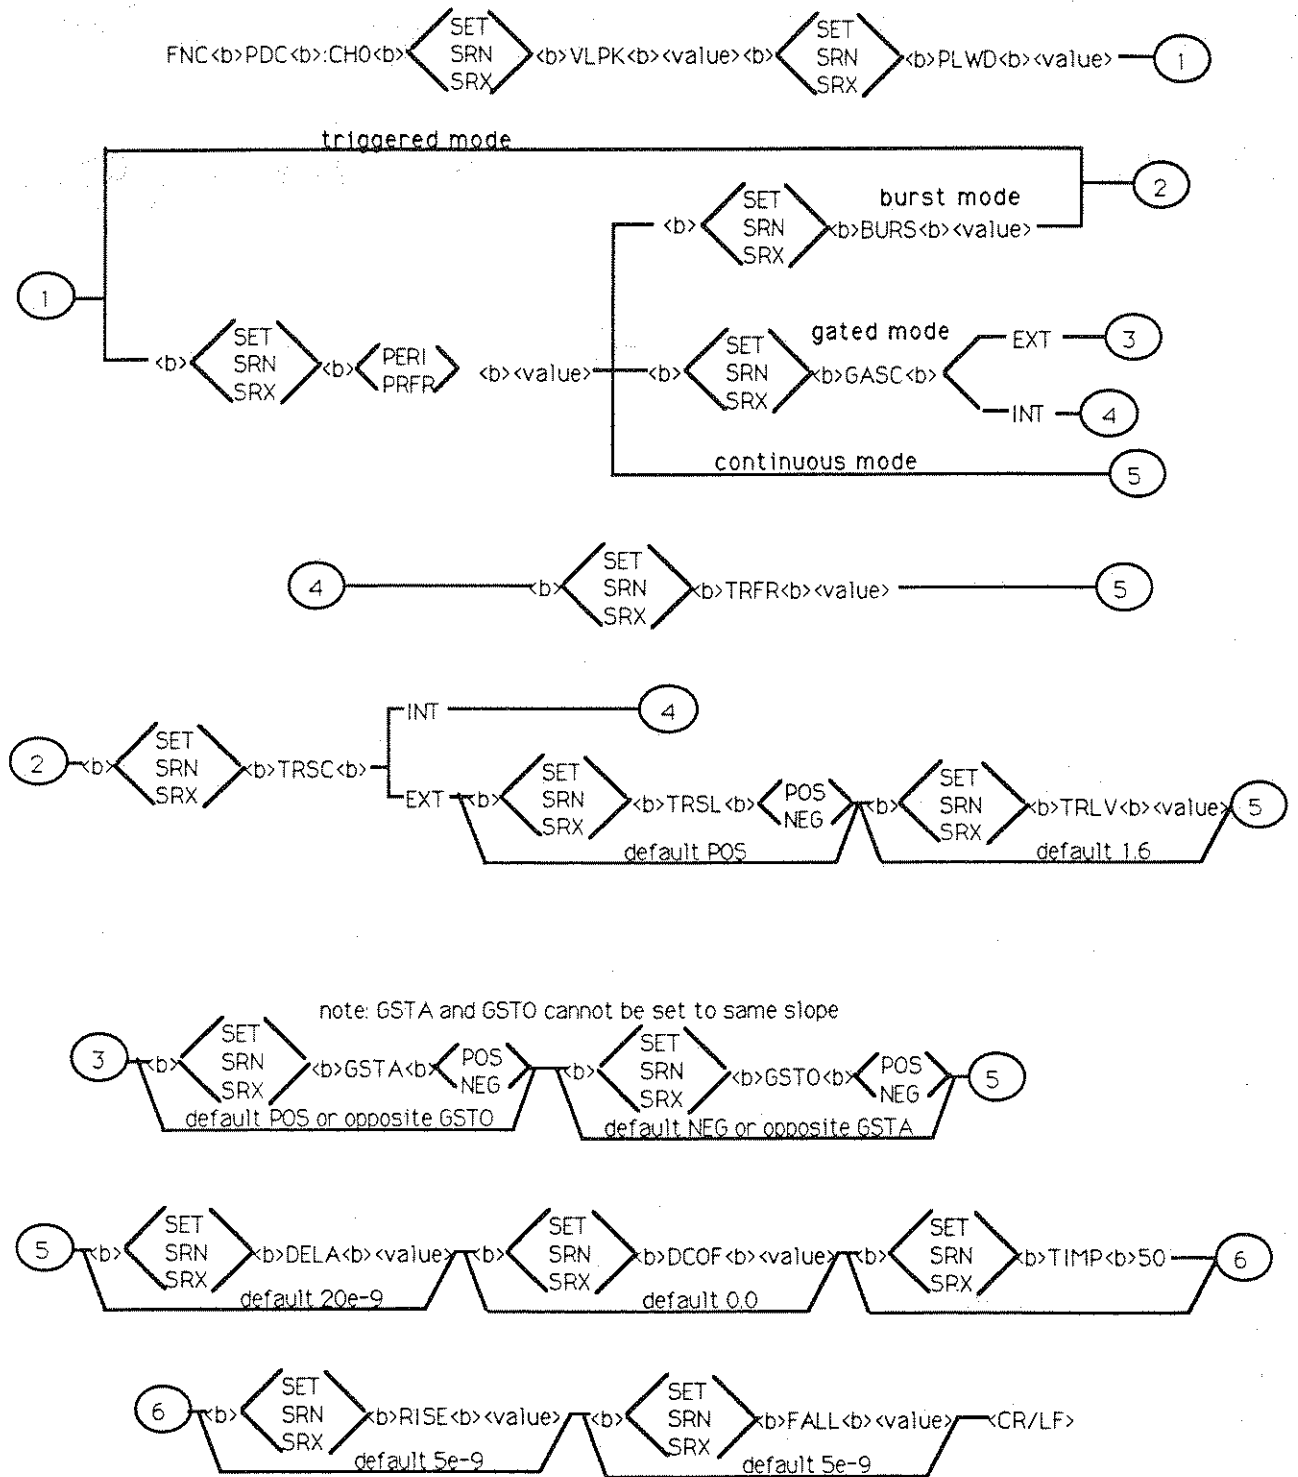 SET SET
FNC<b>PDC<b>:CH0<b> SRN <b>VLPK<b><value><b> SRN <b>PLWD<b><value> 1
SRX SRX
triggered mode
SET burst mode 2
<b> SRN <b>BURS<b><value>
SRX
1
SET gated mode EXT 3
<b> SRN <b> PERI <b><value> <b> SET SRN <b>GASC<b>
SRX PRFR SRX INT 4
continuous mode 5
SET
4 <b> SRN <b>TRFR<b><value> 5
SRX
INT 4
SET
2 <b> SRN <b>TRSC<b>
SRX
SET POS SET
EXT <b> SRN <b>TRSL<b> NEG <b> SRN <b>TRLV<b><value> 5
SRX SRX
default POS default 1.6
note: GSTA and GSTO cannot be set to same slope
SET SET
3 <b> SRN <b>GSTA<b> POS NEG <b> SRN <b>GSTO<b> POS NEG 5
SRX SRX
default POS or opposite GSTO default NEG or opposite GSTA
SET SET SET
5 <b> SRN <b>DELA<b><value> <b> SRN <b>DCOF<b><value> <b> SRN <b>TIMP<b>50 6
SRX SRX SRX
default 20e-9 default 0.0
SET SET
6 <b> SRN <b>RISE<b><value> <b> SRN <b>FALL<b><value> <CR/LF>
SRX SRX
default 5e-9 default 5e-9